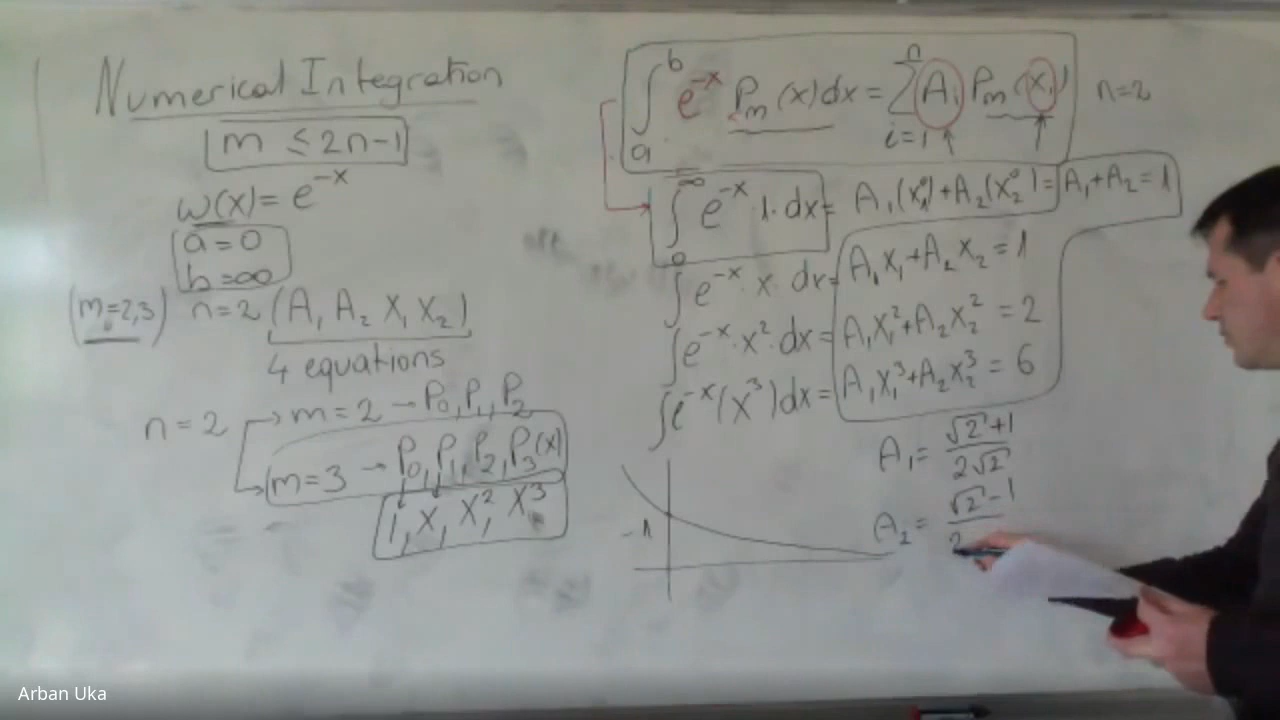 Numerical Integration
m ≤ 2n-1
w(x) = e^-x
a = 0
b = ∞
(m=2,3) n=2 (A₁ A₂ X₁ X₂)
4 equations
n = 2 → m = 2 → P₀, P₁, P₂
m = 3 → P₀, P₁, P₂, P₃(x)
1, x, x², x³
∫ₐᵇ e^-x Pₘ(x)dx = Σᵢ₌₁ⁿ Aᵢ Pₘ(xᵢ) n=2
∫₀^∞ e^-x · 1 · dx = A₁(x₁⁰) + A₂(x₂⁰) = A₁ + A₂ = 1
∫ e^-x · x · dx = A₁x₁ + A₂x₂ = 1
∫ e^-x · x² · dx = A₁x₁² + A₂x₂² = 2
∫ e^-x (x³)dx = A₁x₁³ + A₂x₂³ = 6
A₁ = (√2+1)/(2√2)
A₂ = (√2-1)/2
-1
Arban Uka